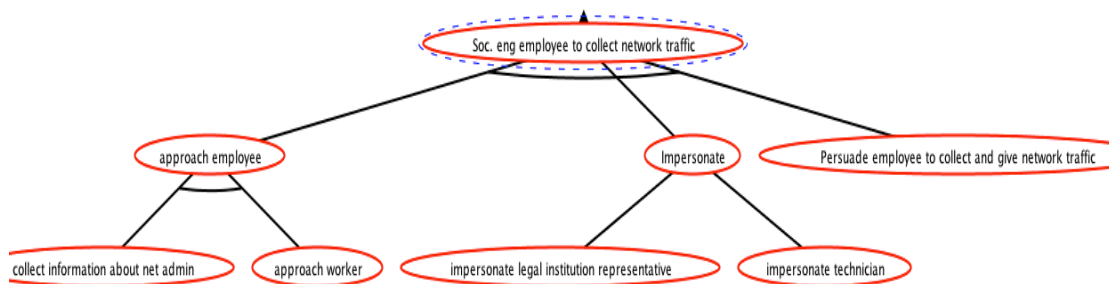 Soc. eng employee to collect network traffic
approach employee
Impersonate
Persuade employee to collect and give network traffic
collect information about net admin
approach worker
impersonate legal institution representative
impersonate technician